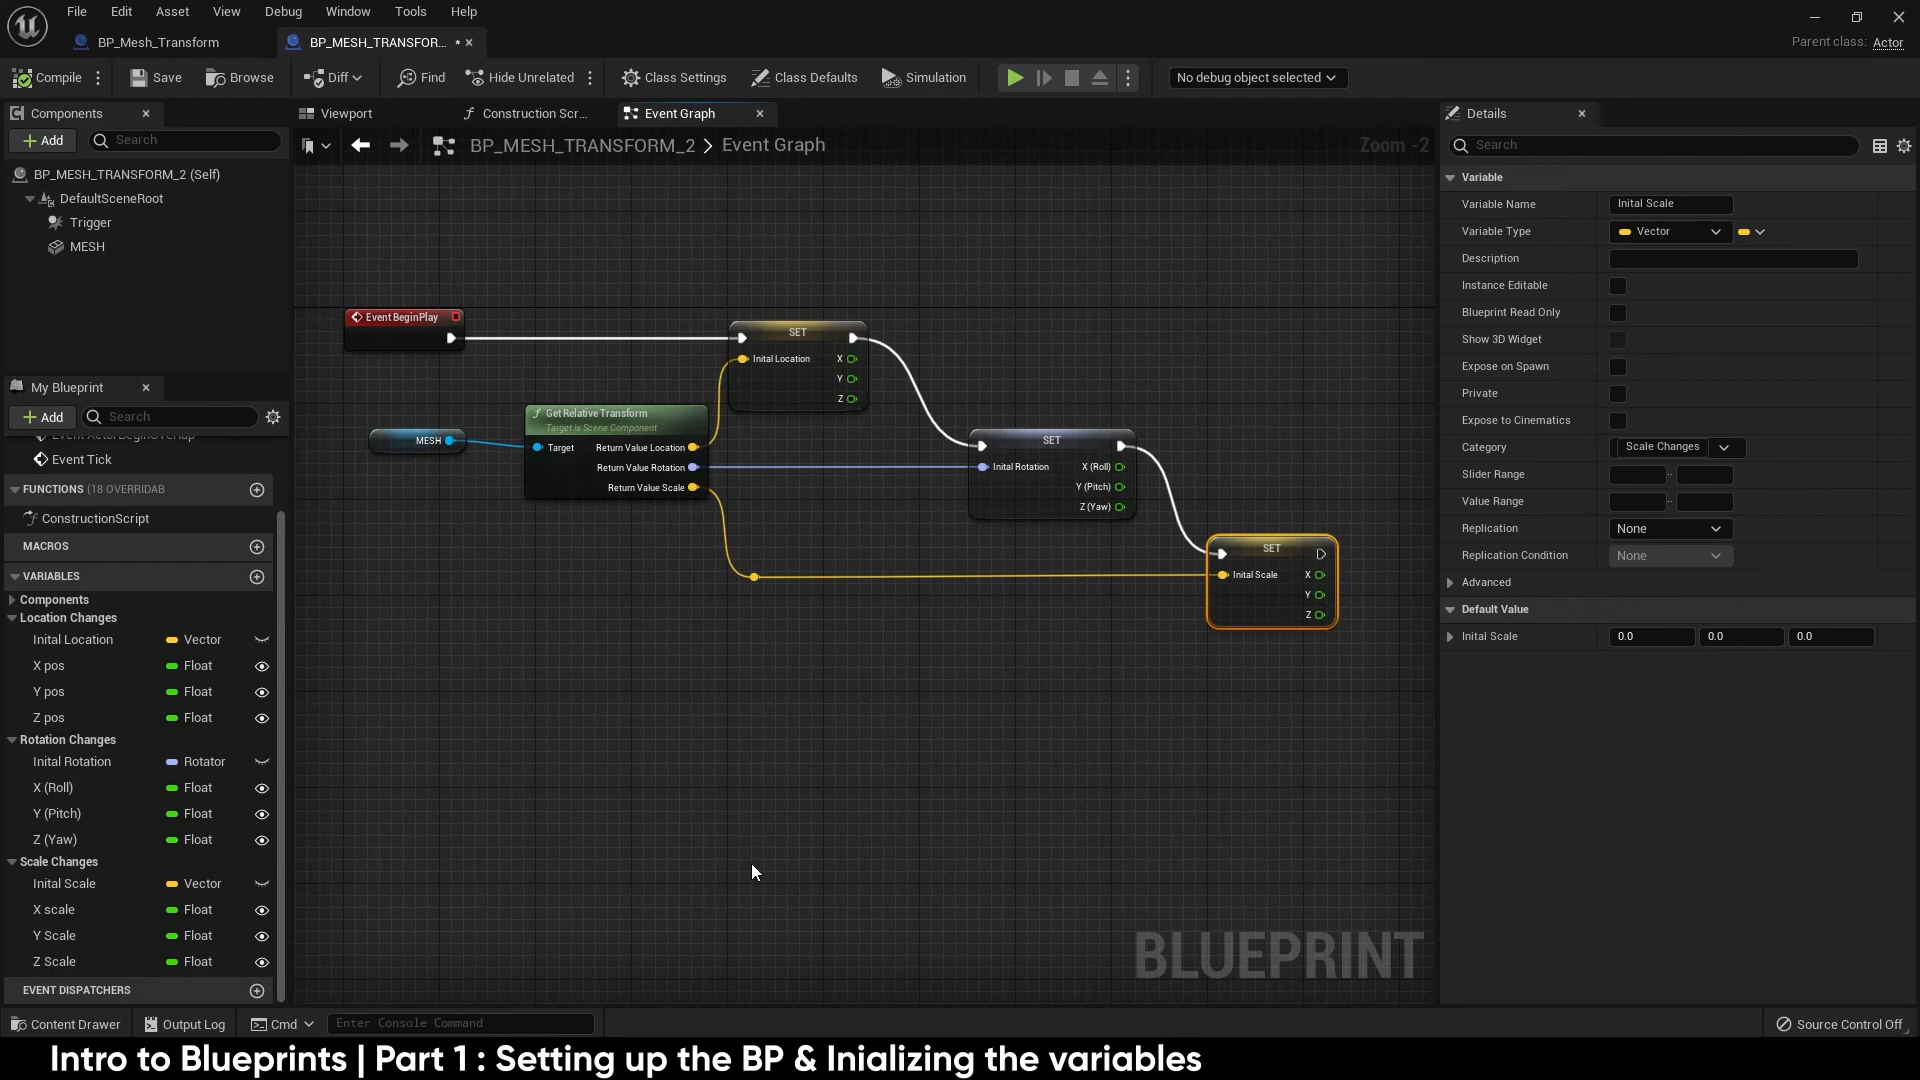 File Edit Asset View Debug Window Tools Help
BP_Mesh_Transform
BP_MESH_TRANSFOR... *
Parent class: Actor
Compile Save Browse Diff Find Hide Unrelated Class Settings Class Defaults Simulation No debug object selected
Components
Add Search
BP_MESH_TRANSFORM_2 (Self)
DefaultSceneRoot
Trigger
MESH
My Blueprint
Add Search
Event ActorBeginOverlap
Event Tick
FUNCTIONS (18 OVERRIDAB
ConstructionScript
MACROS
VARIABLES
Components
Location Changes
Inital Location Vector
X pos Float
Y pos Float
Z pos Float
Rotation Changes
Inital Rotation Rotator
X (Roll) Float
Y (Pitch) Float
Z (Yaw) Float
Scale Changes
Inital Scale Vector
X scale Float
Y Scale Float
Z Scale Float
EVENT DISPATCHERS
Viewport Construction Scr... Event Graph
BP_MESH_TRANSFORM_2 > Event Graph Zoom -2
Event BeginPlay
SET
Inital Location X
Y
Z
MESH
Get Relative Transform
Target is Scene Component
Target Return Value Location
Return Value Rotation
Return Value Scale
SET
Inital Rotation X (Roll)
Y (Pitch)
Z (Yaw)
SET
Inital Scale X
Y
Z
BLUEPRINT
Details
Search
Variable
Variable Name Inital Scale
Variable Type Vector
Description
Instance Editable
Blueprint Read Only
Show 3D Widget
Expose on Spawn
Private
Expose to Cinematics
Category Scale Changes
Slider Range
Value Range
Replication None
Replication Condition None
Advanced
Default Value
Inital Scale 0.0 0.0 0.0
Content Drawer Output Log Cmd Enter Console Command Source Control Off
Intro to Blueprints | Part 1 : Setting up the BP & Inializing the variables